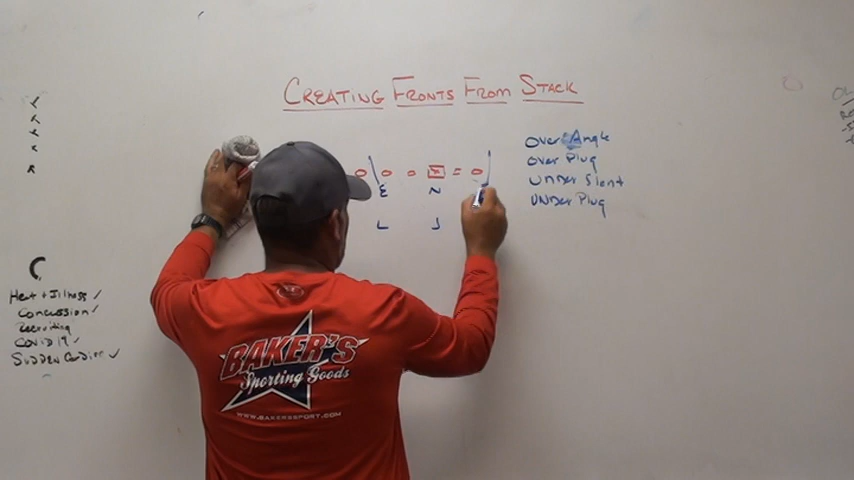 CREATING FRONTS FROM STACK
Over Angle
Over Plug
Under Slant
UNDer Plug
E N
L J
Heat + Illness ✓
Concussion ✓
Recruiting
COVID 19 ✓
Sudden Cardiac ✓
BAKER'S
Sporting Goods
WWW.BAKERSSPORT.COM